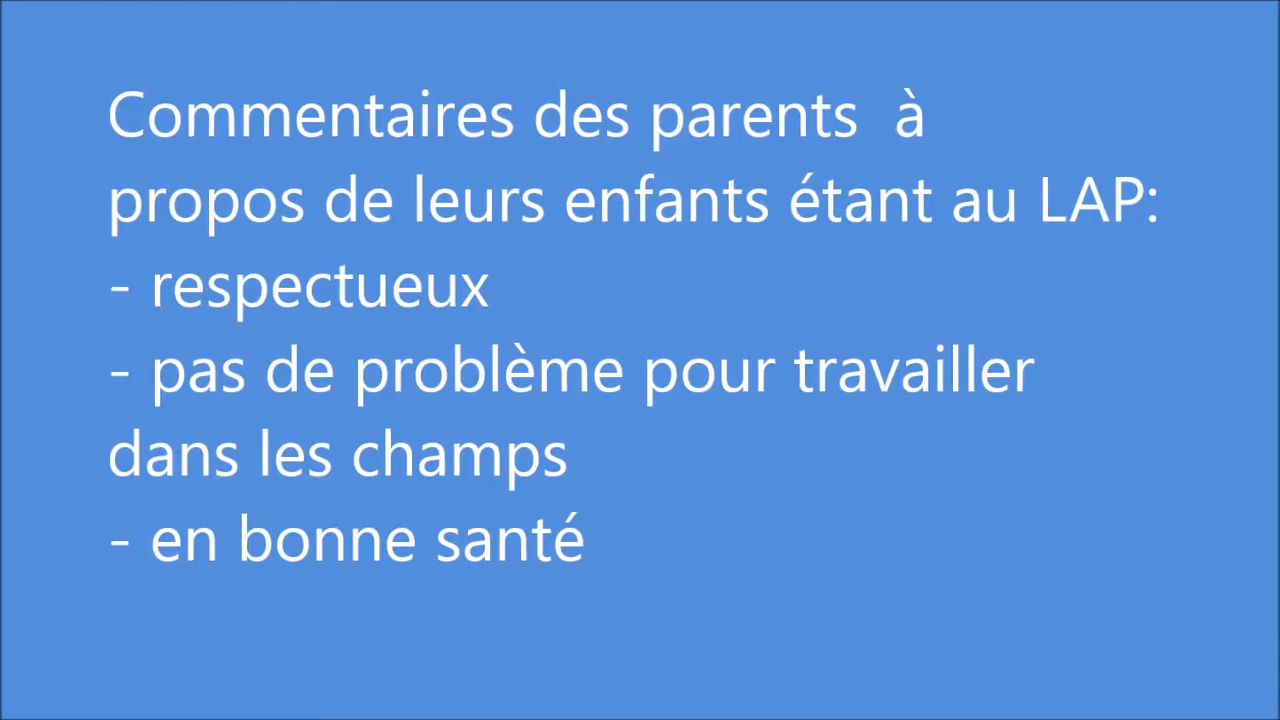 Commentaires des parents  à
propos de leurs enfants étant au LAP:
- respectueux
- pas de problème pour travailler
dans les champs
- en bonne santé